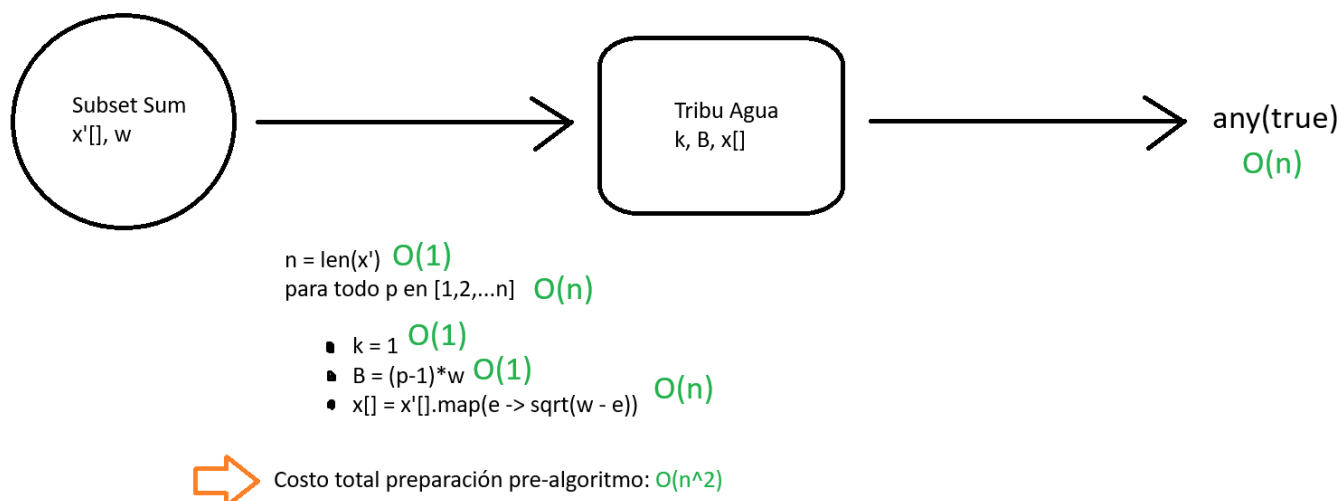 Subset Sum
x'[], w
Tribu Agua
k, B, x[]
any(true)
O(n)
n = len(x') O(1)
para todo p en [1,2,...n] O(n)
k = 1 O(1)
B = (p-1)*w O(1)
x[] = x'[].map(e -> sqrt(w - e)) O(n)
Costo total preparación pre-algoritmo: O(n^2)